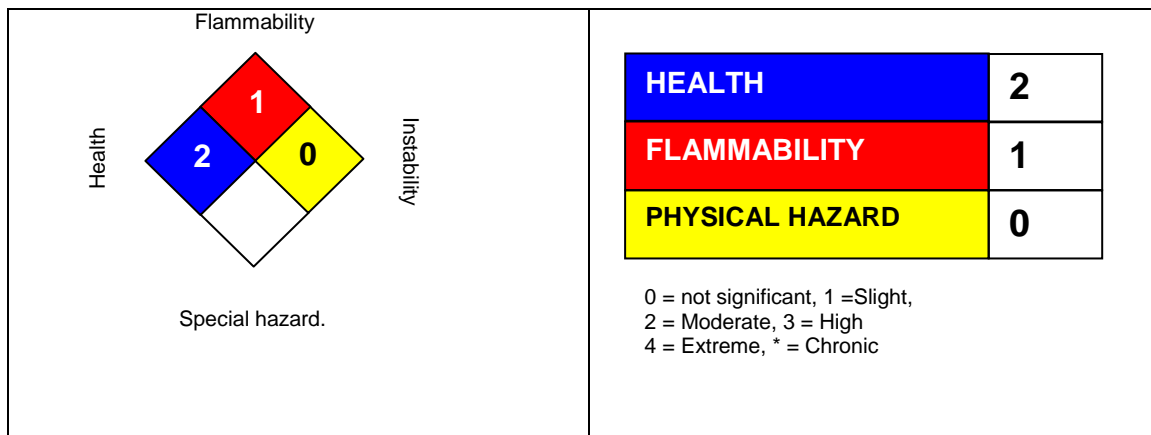 Flammability
1
Health
2
0
Instability
Special hazard.
HEALTH 2
FLAMMABILITY 1
PHYSICAL HAZARD 0
0 = not significant, 1 =Slight,
2 = Moderate, 3 = High
4 = Extreme, * = Chronic